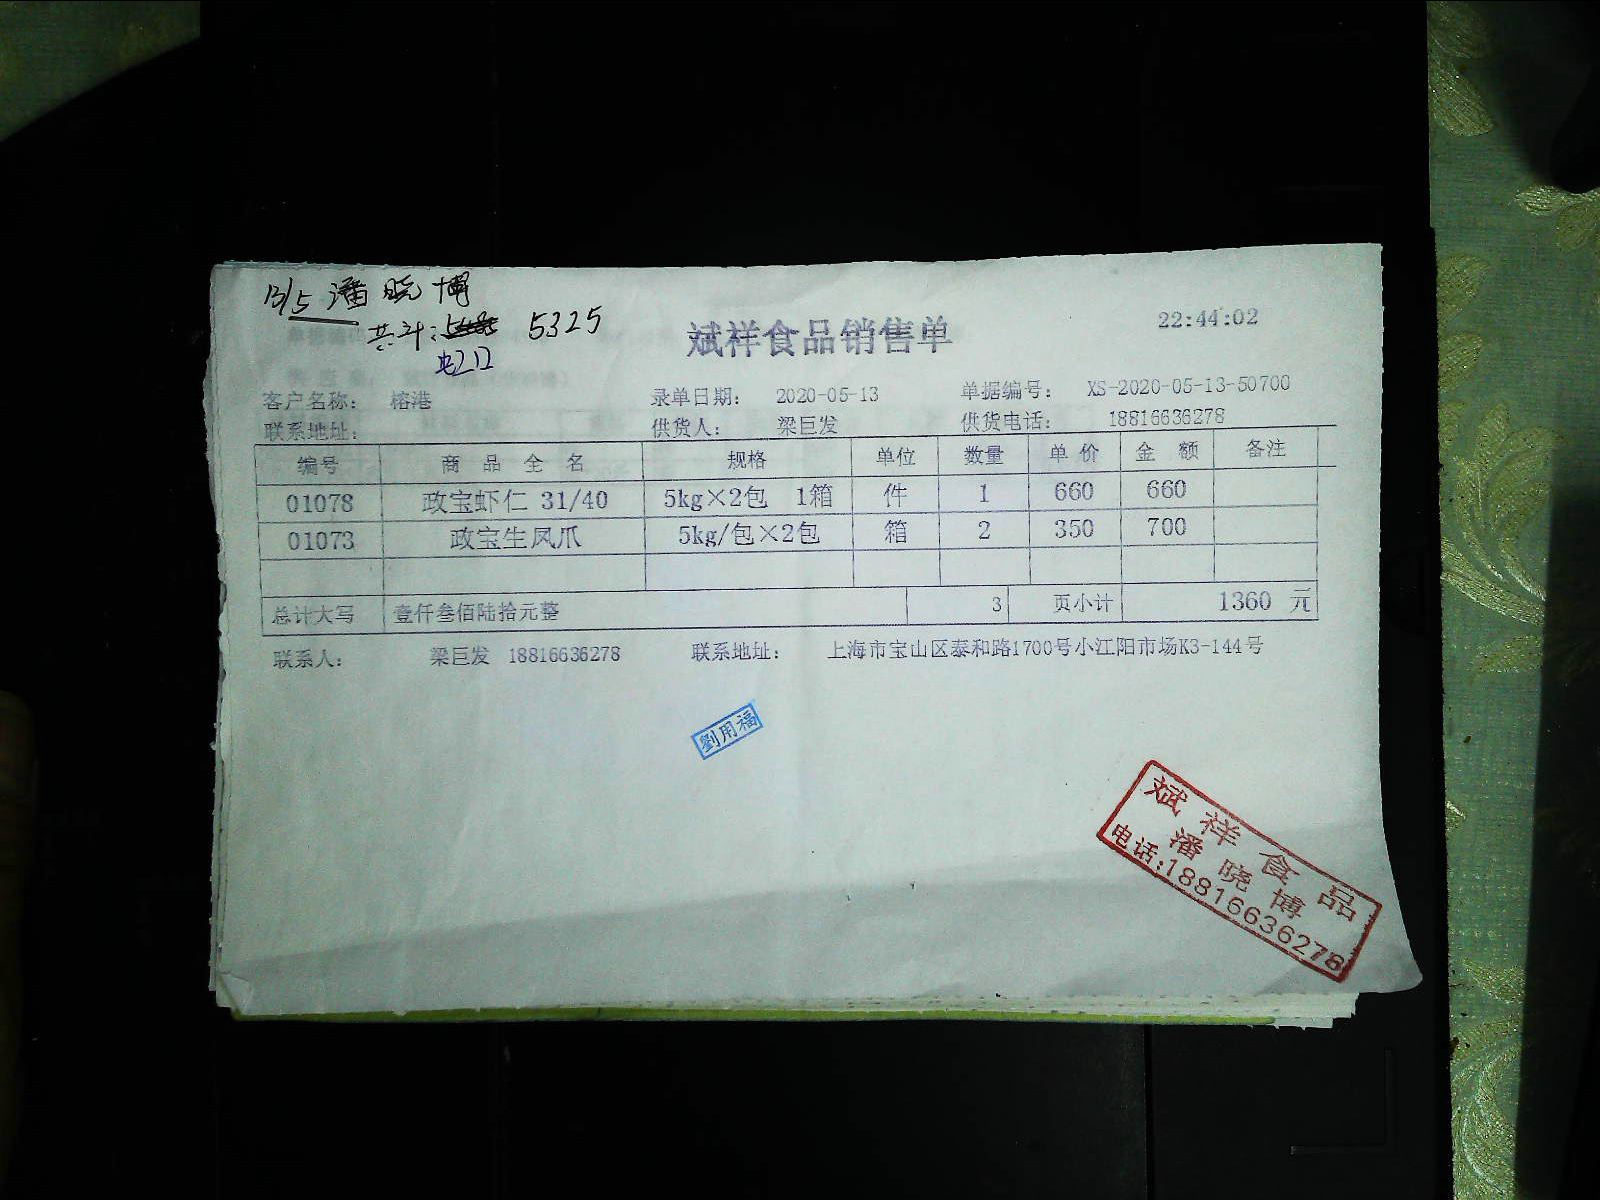 13/5 潘晓博
共计: 5325
斌祥食品销售单
22:44:02
客户名称: 榕港 录单日期: 2020-05-13 单据编号: XS-2020-05-13-50700
联系地址: 供货人: 梁巨发 供货电话: 18816636278
编号 商品全名 规格 单位 数量 单价 金额 备注
01078 政宝虾仁 31/40 5kg×2包 1箱 件 1 660 660
01073 政宝生凤爪 5kg/包×2包 箱 2 350 700
总计大写 壹仟叁佰陆拾元整 3 页小计 1360 元
联系人: 梁巨发 18816636278 联系地址: 上海市宝山区泰和路1700号小江阳市场K3-144号
劉用福
斌祥食品
潘晓博
电话:18816636278